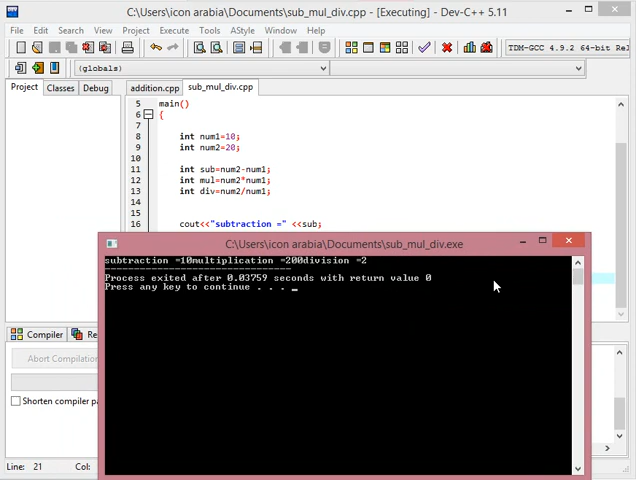 C:\Users\icon arabia\Documents\sub_mul_div.cpp - [Executing] - Dev-C++ 5.11
File Edit Search View Project Execute Tools AStyle Window Help
TDM-GCC 4.9.2 64-bit Rel
(globals)
Project Classes Debug
addition.cpp sub_mul_div.cpp
5 main()
6 {
7
8 int num1=10;
9 int num2=20;
10
11 int sub=num2-num1;
12 int mul=num2*num1;
13 int div=num2/num1;
14
15
16 cout<<"subtraction =" <<sub;
C:\Users\icon arabia\Documents\sub_mul_div.exe
subtraction =10multiplication =200division =2
--------------------------------
Process exited after 0.03759 seconds with return value 0
Press any key to continue . . . _
Compiler Re
Abort Compilation
Shorten compiler pa
Line: 21 Col: